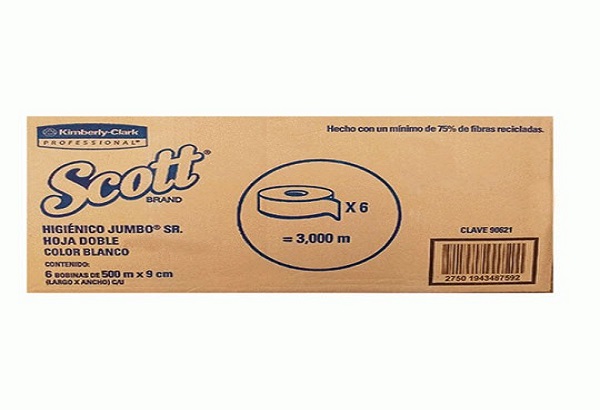 Kimberly-Clark
PROFESSIONAL*
Scott®
BRAND
HIGIÉNICO JUMBO® SR.
HOJA DOBLE
COLOR BLANCO
CONTENIDO:
6 BOBINAS DE 500 m X 9 cm
(LARGO X ANCHO) C/U
X 6
= 3,000 m
Hecho con un mínimo de 75% de fibras recicladas.
CLAVE 90621
2750 1943487592